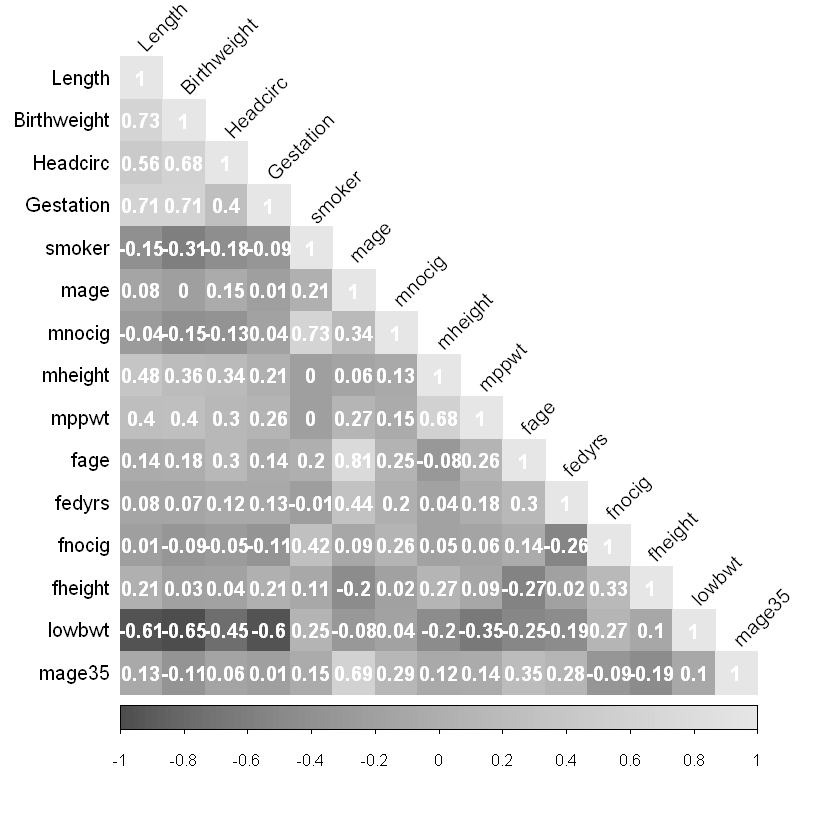 Length
Birthweight
Headcirc
Gestation
smoker
mage
mnocig
mheight
mppwt
fage
fedyrs
fnocig
fheight
lowbwt
mage35
Length 1
Birthweight 0.73 1
Headcirc 0.56 0.68 1
Gestation 0.71 0.71 0.4 1
smoker -0.15 -0.31 -0.18 -0.09 1
mage 0.08 0 0.15 0.01 0.21 1
mnocig -0.04 -0.15 -0.13 0.04 0.73 0.34 1
mheight 0.48 0.36 0.34 0.21 0 0.06 0.13 1
mppwt 0.4 0.4 0.3 0.26 0 0.27 0.15 0.68 1
fage 0.14 0.18 0.3 0.14 0.2 0.81 0.25 -0.08 0.26 1
fedyrs 0.08 0.07 0.12 0.13 -0.01 0.44 0.2 0.04 0.18 0.3 1
fnocig 0.01 -0.09 -0.05 -0.11 0.42 0.09 0.26 0.05 0.06 0.14 -0.26 1
fheight 0.21 0.03 0.04 0.21 0.11 -0.2 0.02 0.27 0.09 -0.27 0.02 0.33 1
lowbwt -0.61 -0.65 -0.45 -0.6 0.25 -0.08 0.04 -0.2 -0.35 -0.25 -0.19 0.27 0.1 1
mage35 0.13 -0.11 0.06 0.01 0.15 0.69 0.29 0.12 0.14 0.35 0.28 -0.09 -0.19 0.1 1
-1 -0.8 -0.6 -0.4 -0.2 0 0.2 0.4 0.6 0.8 1